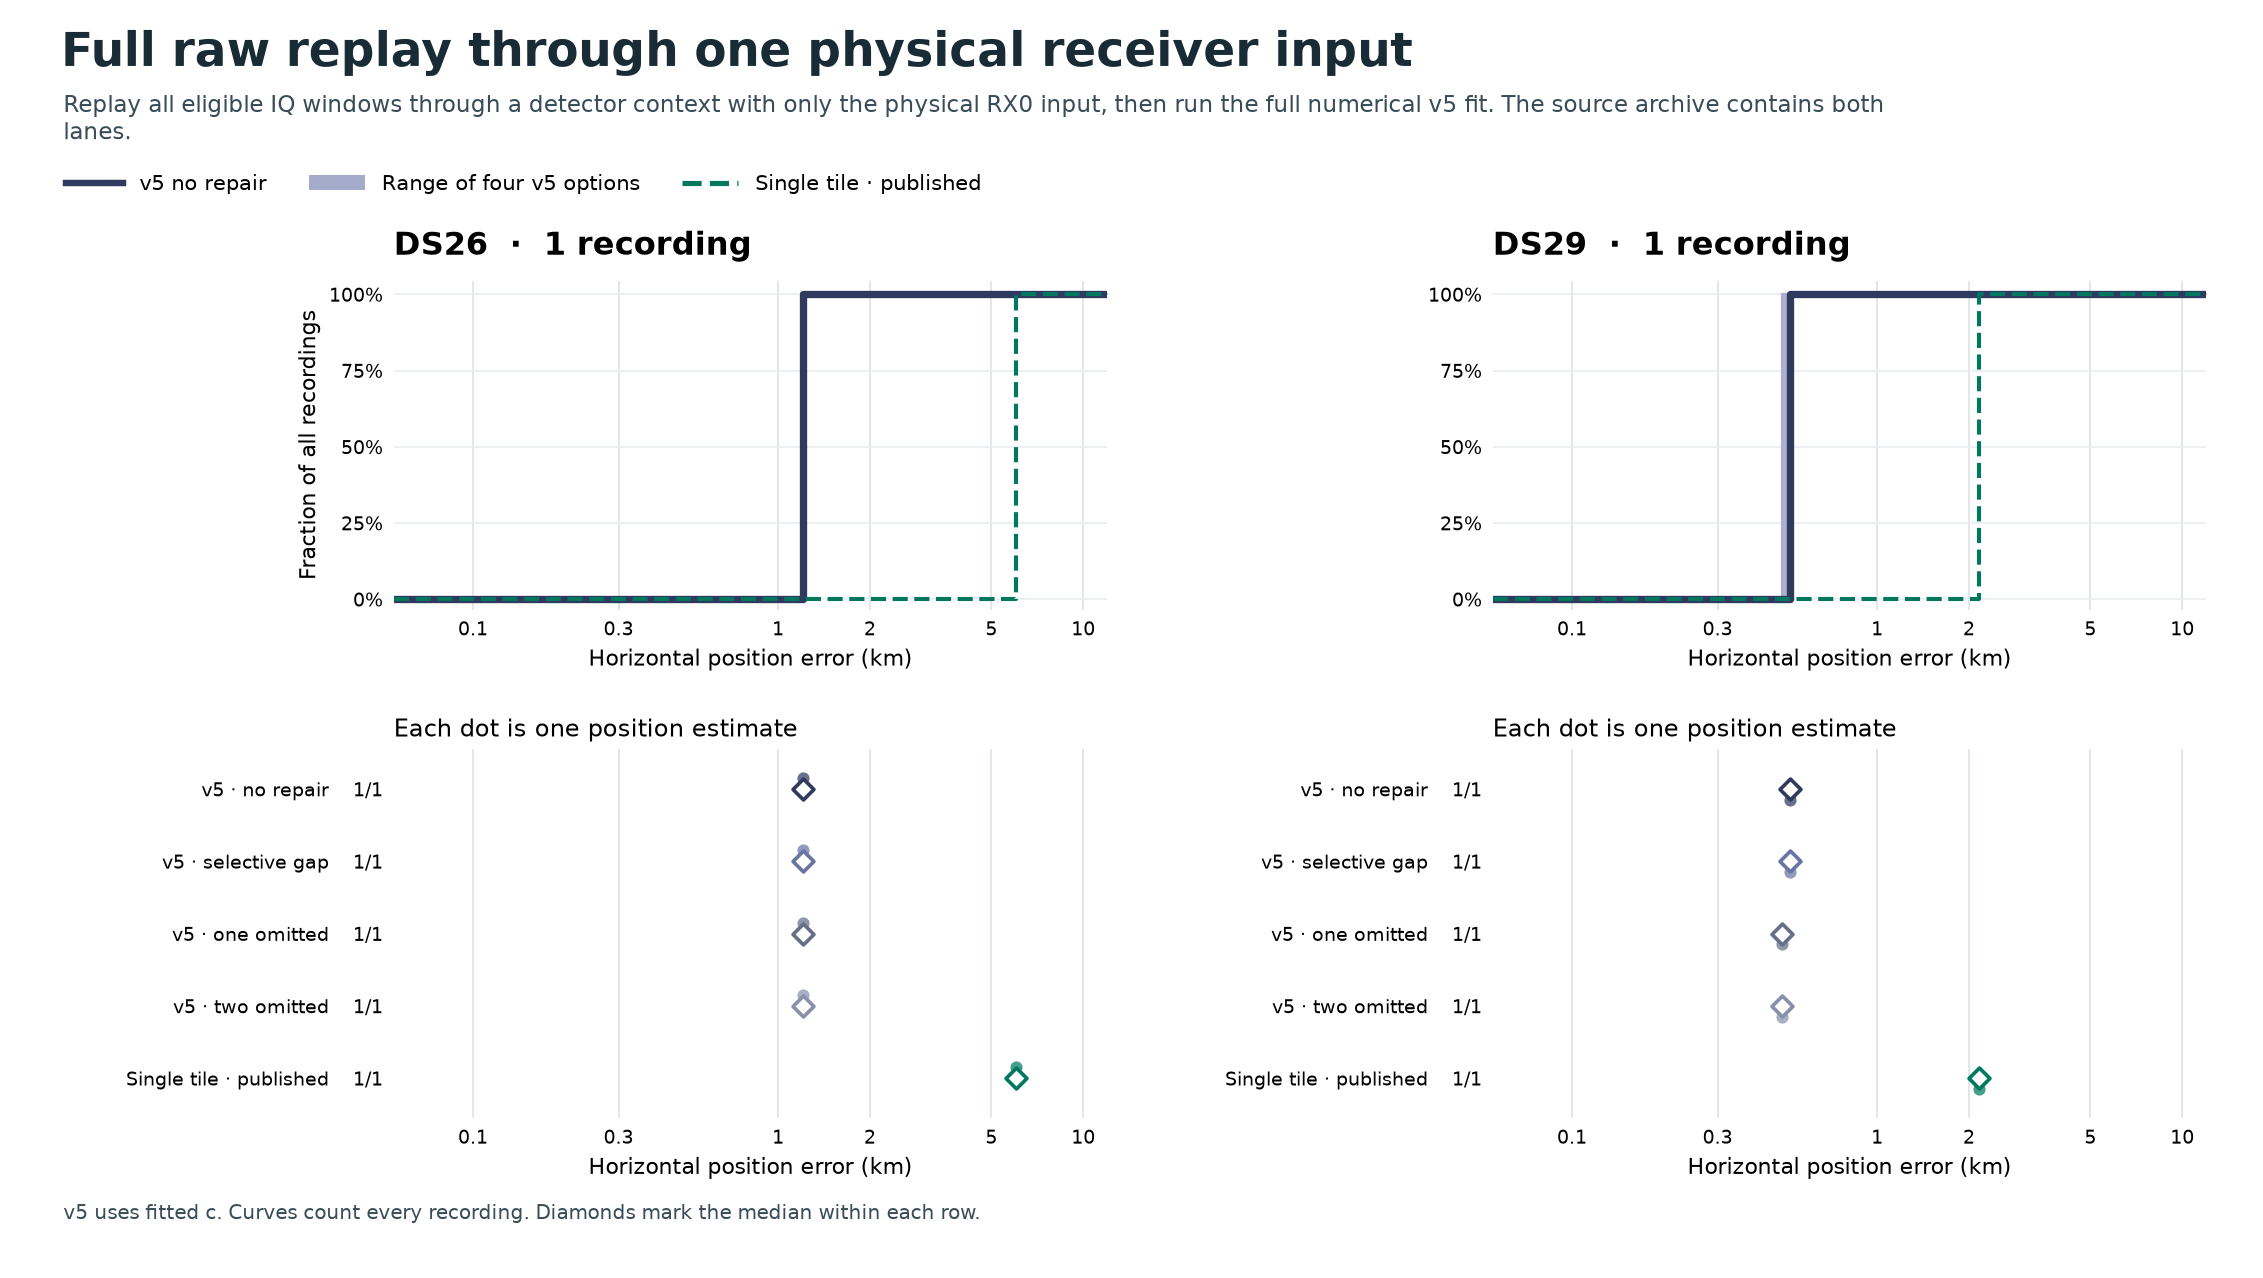 Full raw replay through one physical receiver input
Replay all eligible IQ windows through a detector context with only the physical RX0 input, then run the full numerical v5 fit. The source archive contains both
lanes.
v5 no repair
Range of four v5 options
Single tile · published
DS26 · 1 recording
100%
75%
50%
25%
0%
Fraction of all recordings
0.1 0.3 1 2 5 10
Horizontal position error (km)
DS29 · 1 recording
100%
75%
50%
25%
0%
0.1 0.3 1 2 5 10
Horizontal position error (km)
Each dot is one position estimate
v5 · no repair 1/1
v5 · selective gap 1/1
v5 · one omitted 1/1
v5 · two omitted 1/1
Single tile · published 1/1
0.1 0.3 1 2 5 10
Horizontal position error (km)
Each dot is one position estimate
v5 · no repair 1/1
v5 · selective gap 1/1
v5 · one omitted 1/1
v5 · two omitted 1/1
Single tile · published 1/1
0.1 0.3 1 2 5 10
Horizontal position error (km)
v5 uses fitted c. Curves count every recording. Diamonds mark the median within each row.